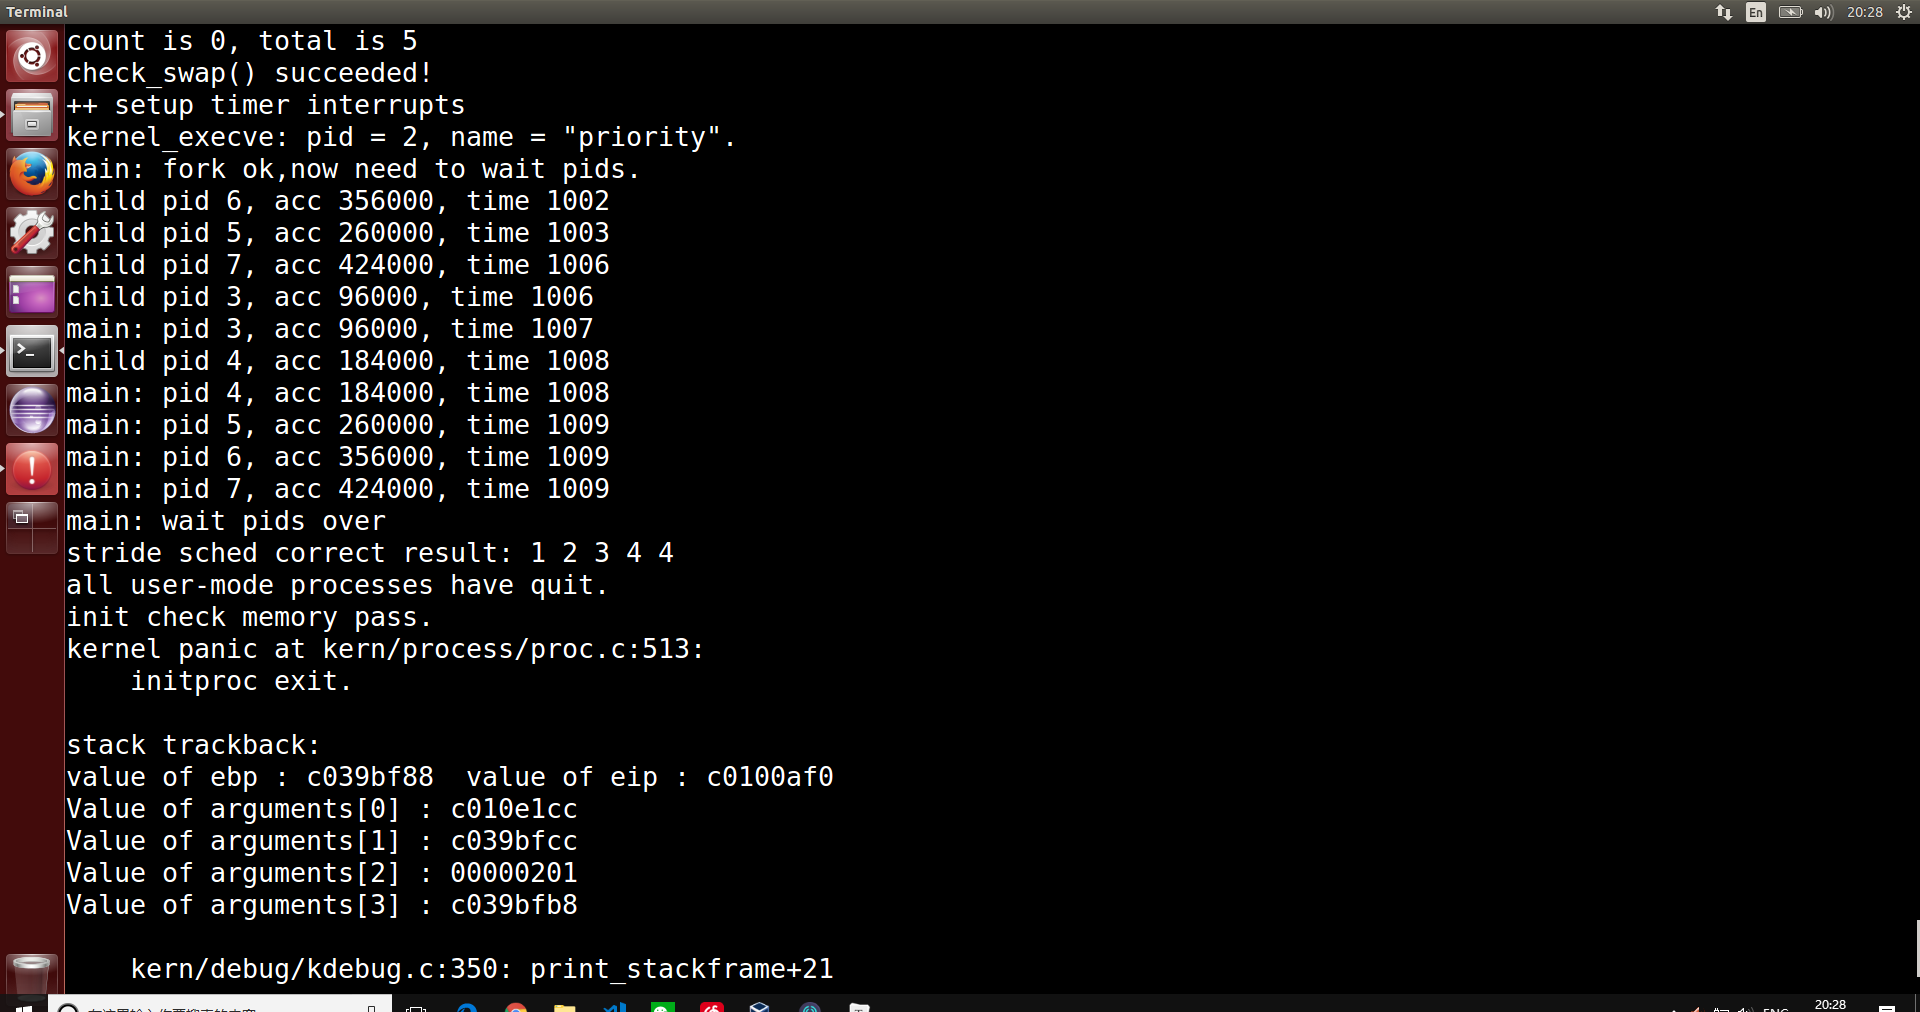 Terminal
En
20:28
count is 0, total is 5
check_swap() succeeded!
++ setup timer interrupts
kernel_execve: pid = 2, name = "priority".
main: fork ok,now need to wait pids.
child pid 6, acc 356000, time 1002
child pid 5, acc 260000, time 1003
child pid 7, acc 424000, time 1006
child pid 3, acc 96000, time 1006
main: pid 3, acc 96000, time 1007
child pid 4, acc 184000, time 1008
main: pid 4, acc 184000, time 1008
main: pid 5, acc 260000, time 1009
main: pid 6, acc 356000, time 1009
main: pid 7, acc 424000, time 1009
main: wait pids over
stride sched correct result: 1 2 3 4 4
all user-mode processes have quit.
init check memory pass.
kernel panic at kern/process/proc.c:513:
    initproc exit.
stack trackback:
value of ebp : c039bf88  value of eip : c0100af0
Value of arguments[0] : c010e1cc
Value of arguments[1] : c039bfcc
Value of arguments[2] : 00000201
Value of arguments[3] : c039bfb8
    kern/debug/kdebug.c:350: print_stackframe+21
20:28